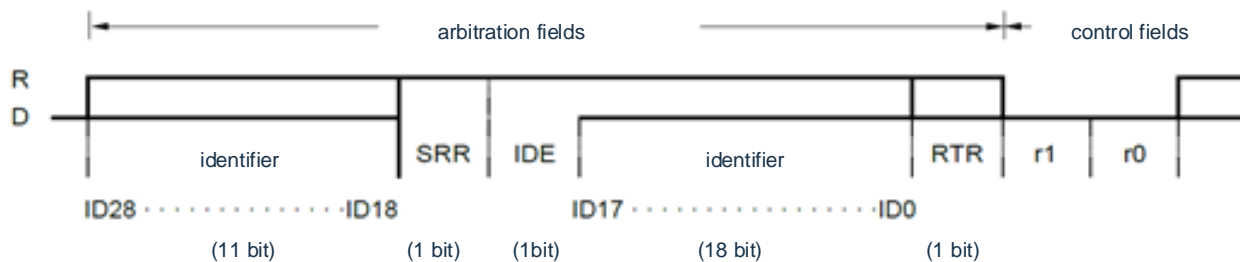 arbitration fields control fields
R
D
identifier SRR IDE identifier RTR r1 r0
ID28 · · · · · · · · · · · · · · · · ID18 ID17 · · · · · · · · · · · · · · · · ID0
(11 bit) (1 bit) (1bit) (18 bit) (1 bit)